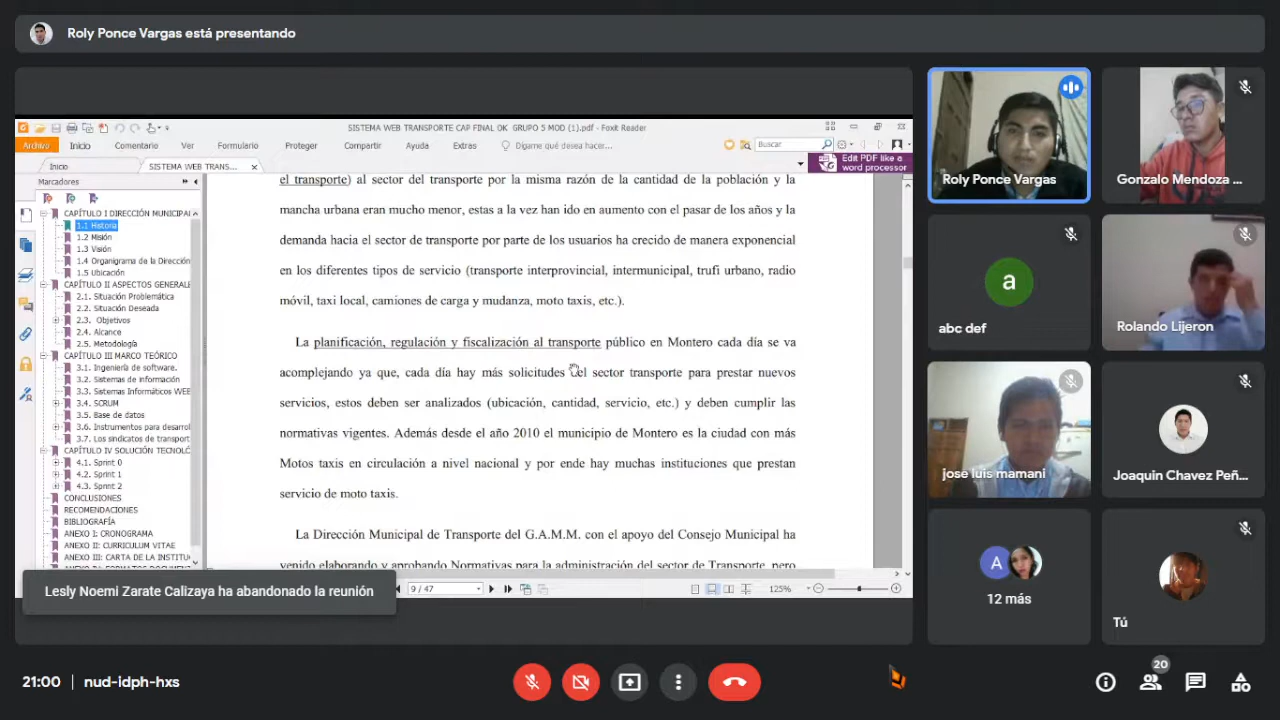 Roly Ponce Vargas está presentando
SISTEMA WEB TRANSPORTE CAP FINAL OK GRUPO 5 MOD (1).pdf - Foxit Reader
Archivo Inicio Comentario Ver Formulario Proteger Compartir Ayuda Extras Dígame qué desea hacer... Buscar
Inicio SISTEMA WEB TRANS...
Edit PDF like a
word processor
Marcadores
CAPÍTULO I DIRECCIÓN MUNICIPAL
1.1 Historia
1.2 Misión
1.3 Visión
1.4 Organigrama de la Dirección
1.5 Ubicación
CAPÍTULO II ASPECTOS GENERALE
2.1. Situación Problemática
2.2. Situación Deseada
2.3. Objetivos
2.4. Alcance
2.5. Metodología
CAPÍTULO III MARCO TEÓRICO
3.1. Ingeniería de software.
3.2. Sistemas de información
3.3. Sistemas Informáticos WEB
3.4. SCRUM
3.5. Base de datos
3.6. Instrumentos para desarrol
3.7. Los sindicatos de transport
CAPÍTULO IV SOLUCIÓN TECNOLÓ
4.1. Sprint 0
4.2. Sprint 1
4.3. Sprint 2
CONCLUSIONES
RECOMENDACIONES
BIBLIOGRAFÍA
ANEXO I: CRONOGRAMA
ANEXO II: CURRICULUM VITAE
ANEXO III: CARTA DE LA INSTITU
el transporte) al sector del transporte por la misma razón de la cantidad de la población y la
mancha urbana eran mucho menor, estas a la vez han ido en aumento con el pasar de los años y la
demanda hacia el sector de transporte por parte de los usuarios ha crecido de manera exponencial
en los diferentes tipos de servicio (transporte interprovincial, intermunicipal, trufi urbano, radio
móvil, taxi local, camiones de carga y mudanza, moto taxis, etc.).
La planificación, regulación y fiscalización al transporte público en Montero cada día se va
acomplejando ya que, cada día hay más solicitudes del sector transporte para prestar nuevos
servicios, estos deben ser analizados (ubicación, cantidad, servicio, etc.) y deben cumplir las
normativas vigentes. Además desde el año 2010 el municipio de Montero es la ciudad con más
Motos taxis en circulación a nivel nacional y por ende hay muchas instituciones que prestan
servicio de moto taxis.
La Dirección Municipal de Transporte del G.A.M.M. con el apoyo del Consejo Municipal ha
venido elaborando y aprobando Normativas para la administración del sector de Transporte, pero
9 / 47
125%
Lesly Noemi Zarate Calizaya ha abandonado la reunión
Roly Ponce Vargas
Gonzalo Mendoza ...
a
abc def
Rolando Lijeron
jose luis mamani
Joaquin Chavez Peñ...
A
12 más
Tú
21:00 | nud-idph-hxs
20